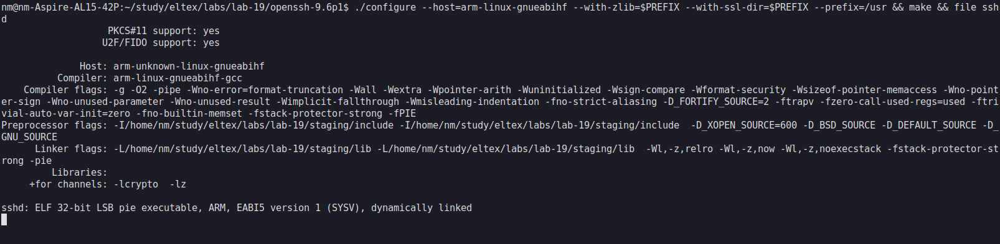 nm@nm-Aspire-AL15-42P:~/study/eltex/labs/lab-19/openssh-9.6p1$ ./configure --host=arm-linux-gnueabihf --with-zlib=$PREFIX --with-ssl-dir=$PREFIX --prefix=/usr && make && file ssh
d
PKCS#11 support: yes
U2F/FIDO support: yes
Host: arm-unknown-linux-gnueabihf
Compiler: arm-linux-gnueabihf-gcc
Compiler flags: -g -O2 -pipe -Wno-error=format-truncation -Wall -Wextra -Wpointer-arith -Wuninitialized -Wsign-compare -Wformat-security -Wsizeof-pointer-memaccess -Wno-point
er-sign -Wno-unused-parameter -Wno-unused-result -Wimplicit-fallthrough -Wmisleading-indentation -fno-strict-aliasing -D_FORTIFY_SOURCE=2 -ftrapv -fzero-call-used-regs=used -ftri
vial-auto-var-init=zero -fno-builtin-memset -fstack-protector-strong -fPIE
Preprocessor flags: -I/home/nm/study/eltex/labs/lab-19/staging/include -I/home/nm/study/eltex/labs/lab-19/staging/include  -D_XOPEN_SOURCE=600 -D_BSD_SOURCE -D_DEFAULT_SOURCE -D_
GNU_SOURCE
Linker flags: -L/home/nm/study/eltex/labs/lab-19/staging/lib -L/home/nm/study/eltex/labs/lab-19/staging/lib  -Wl,-z,relro -Wl,-z,now -Wl,-z,noexecstack -fstack-protector-st
rong -pie
Libraries:
+for channels: -lcrypto  -lz
sshd: ELF 32-bit LSB pie executable, ARM, EABI5 version 1 (SYSV), dynamically linked